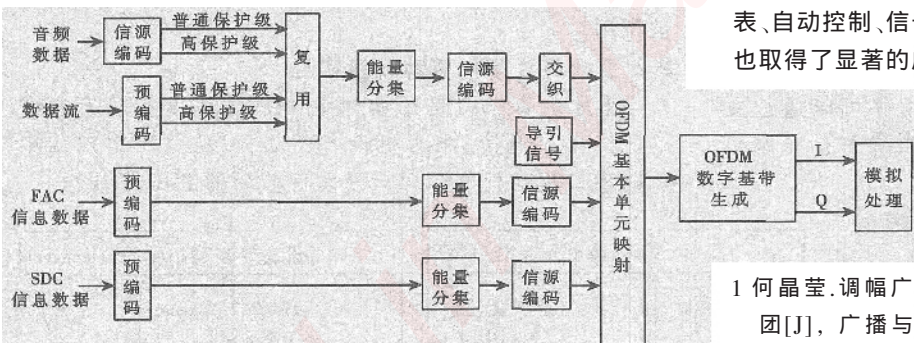 音频
数据
信源
编码
普通保护级
高保护级
复
用
能量
分集
信源
编码
交
织
数据流
预
编
码
普通保护级
高保护级
导引
信号
FAC
信息数据
预
编
码
能量
分集
信源
编码
SDC
信息数据
预
编
码
能量
分集
信源
编码
OFDM基本单元映射
OFDM
数字基带
生成
I
Q
模拟
处理
表、自动控制、信
也取得了显著的
1 何晶莹.调幅广
团[J], 广播与